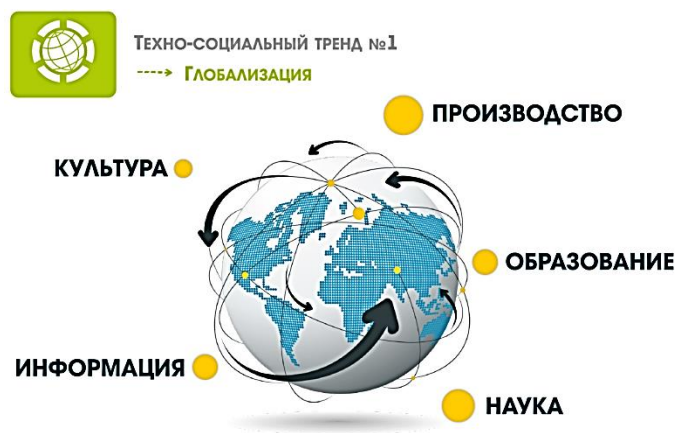 Техно-социальный тренд №1
Глобализация
ПРОИЗВОДСТВО
КУЛЬТУРА
ОБРАЗОВАНИЕ
ИНФОРМАЦИЯ
НАУКА